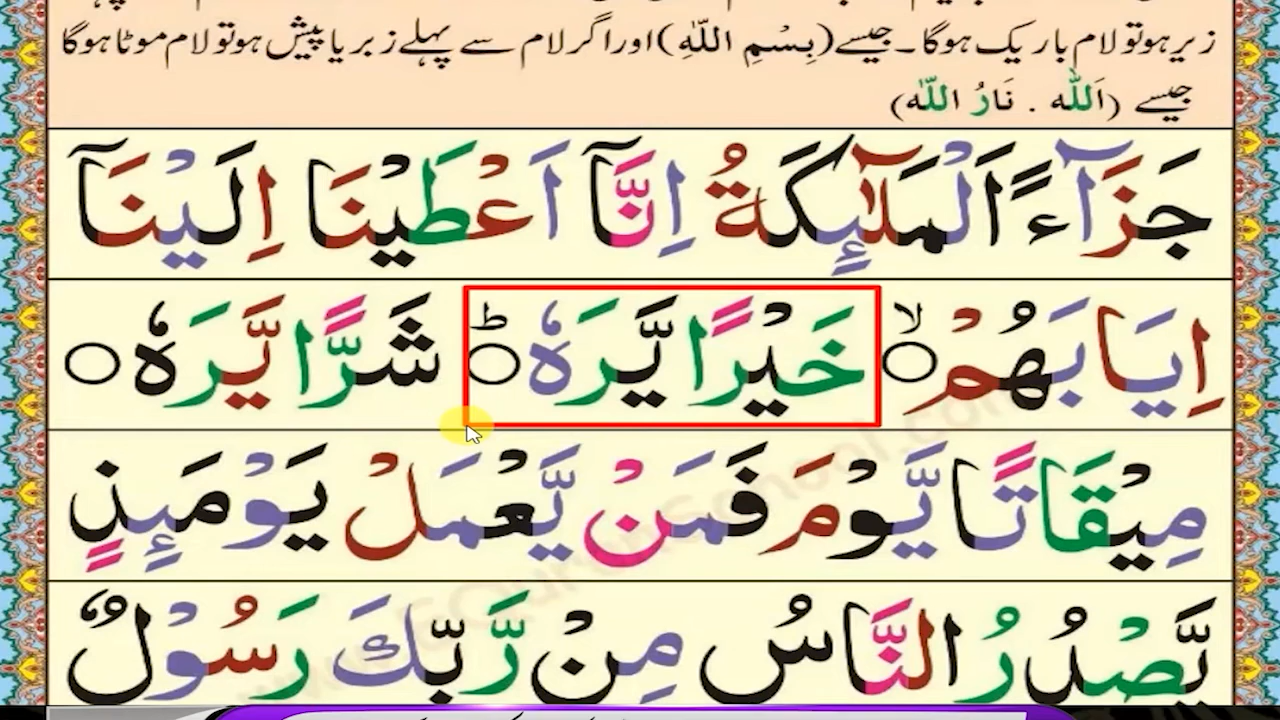 زیر ہو تو لام باریک ہوگا۔ جیسے (بِسْمِ اللّٰهِ) اور اگر لام سے پہلے زبر یا پیش ہو تو لام موٹا ہوگا
جیسے (اَللّٰه . نَارُ اللّٰه)
جَزَآءً اَلْمَلٰٓئِكَةُ اِنَّآ اَعْطَيْنَا اِلَيْنَآ
اِيَابَهُمْ ۙ○ خَيْرًا يَّرَهٗ ؕ○ شَرًّا يَّرَهٗ ○
مِيْقَاتًا يَّوْمَ فَمَنْ يَّعْمَلْ يَوْمَئِذٍ
يَّصْدُرُ النَّاسُ مِنْ رَّبِّكَ رَسُوْلٌ